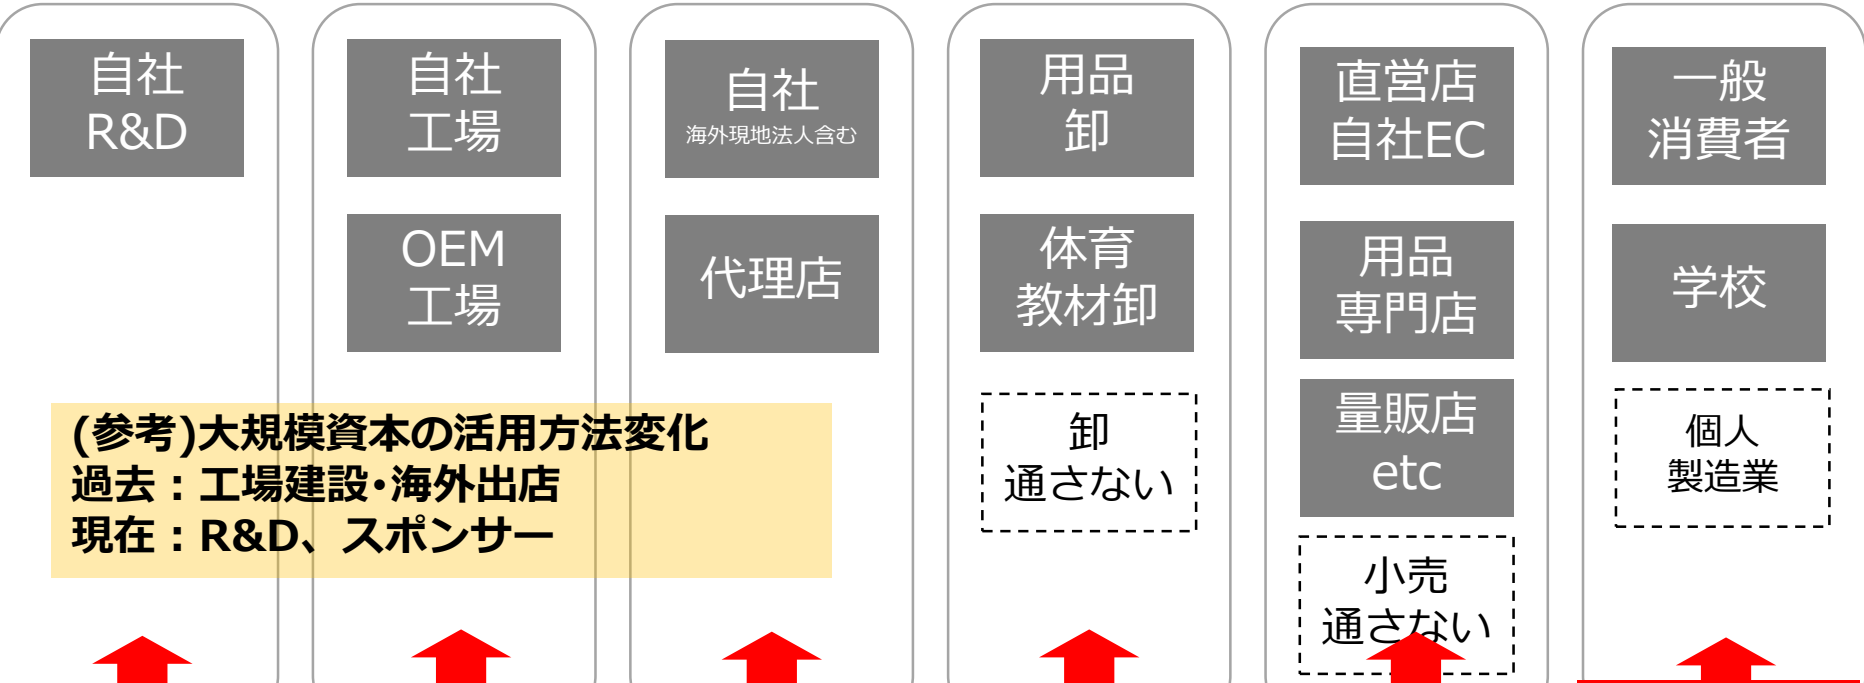 自社
R&D
自社
工場
OEM
工場
自社
海外現地法人含む
代理店
用品
卸
体育
教材卸
卸
通さない
直営店
自社EC
用品
専門店
量販店
etc
小売
通さない
一般
消費者
学校
個人
製造業
(参考)大規模資本の活用方法変化
過去：工場建設･海外出店
現在：R&D、スポンサー